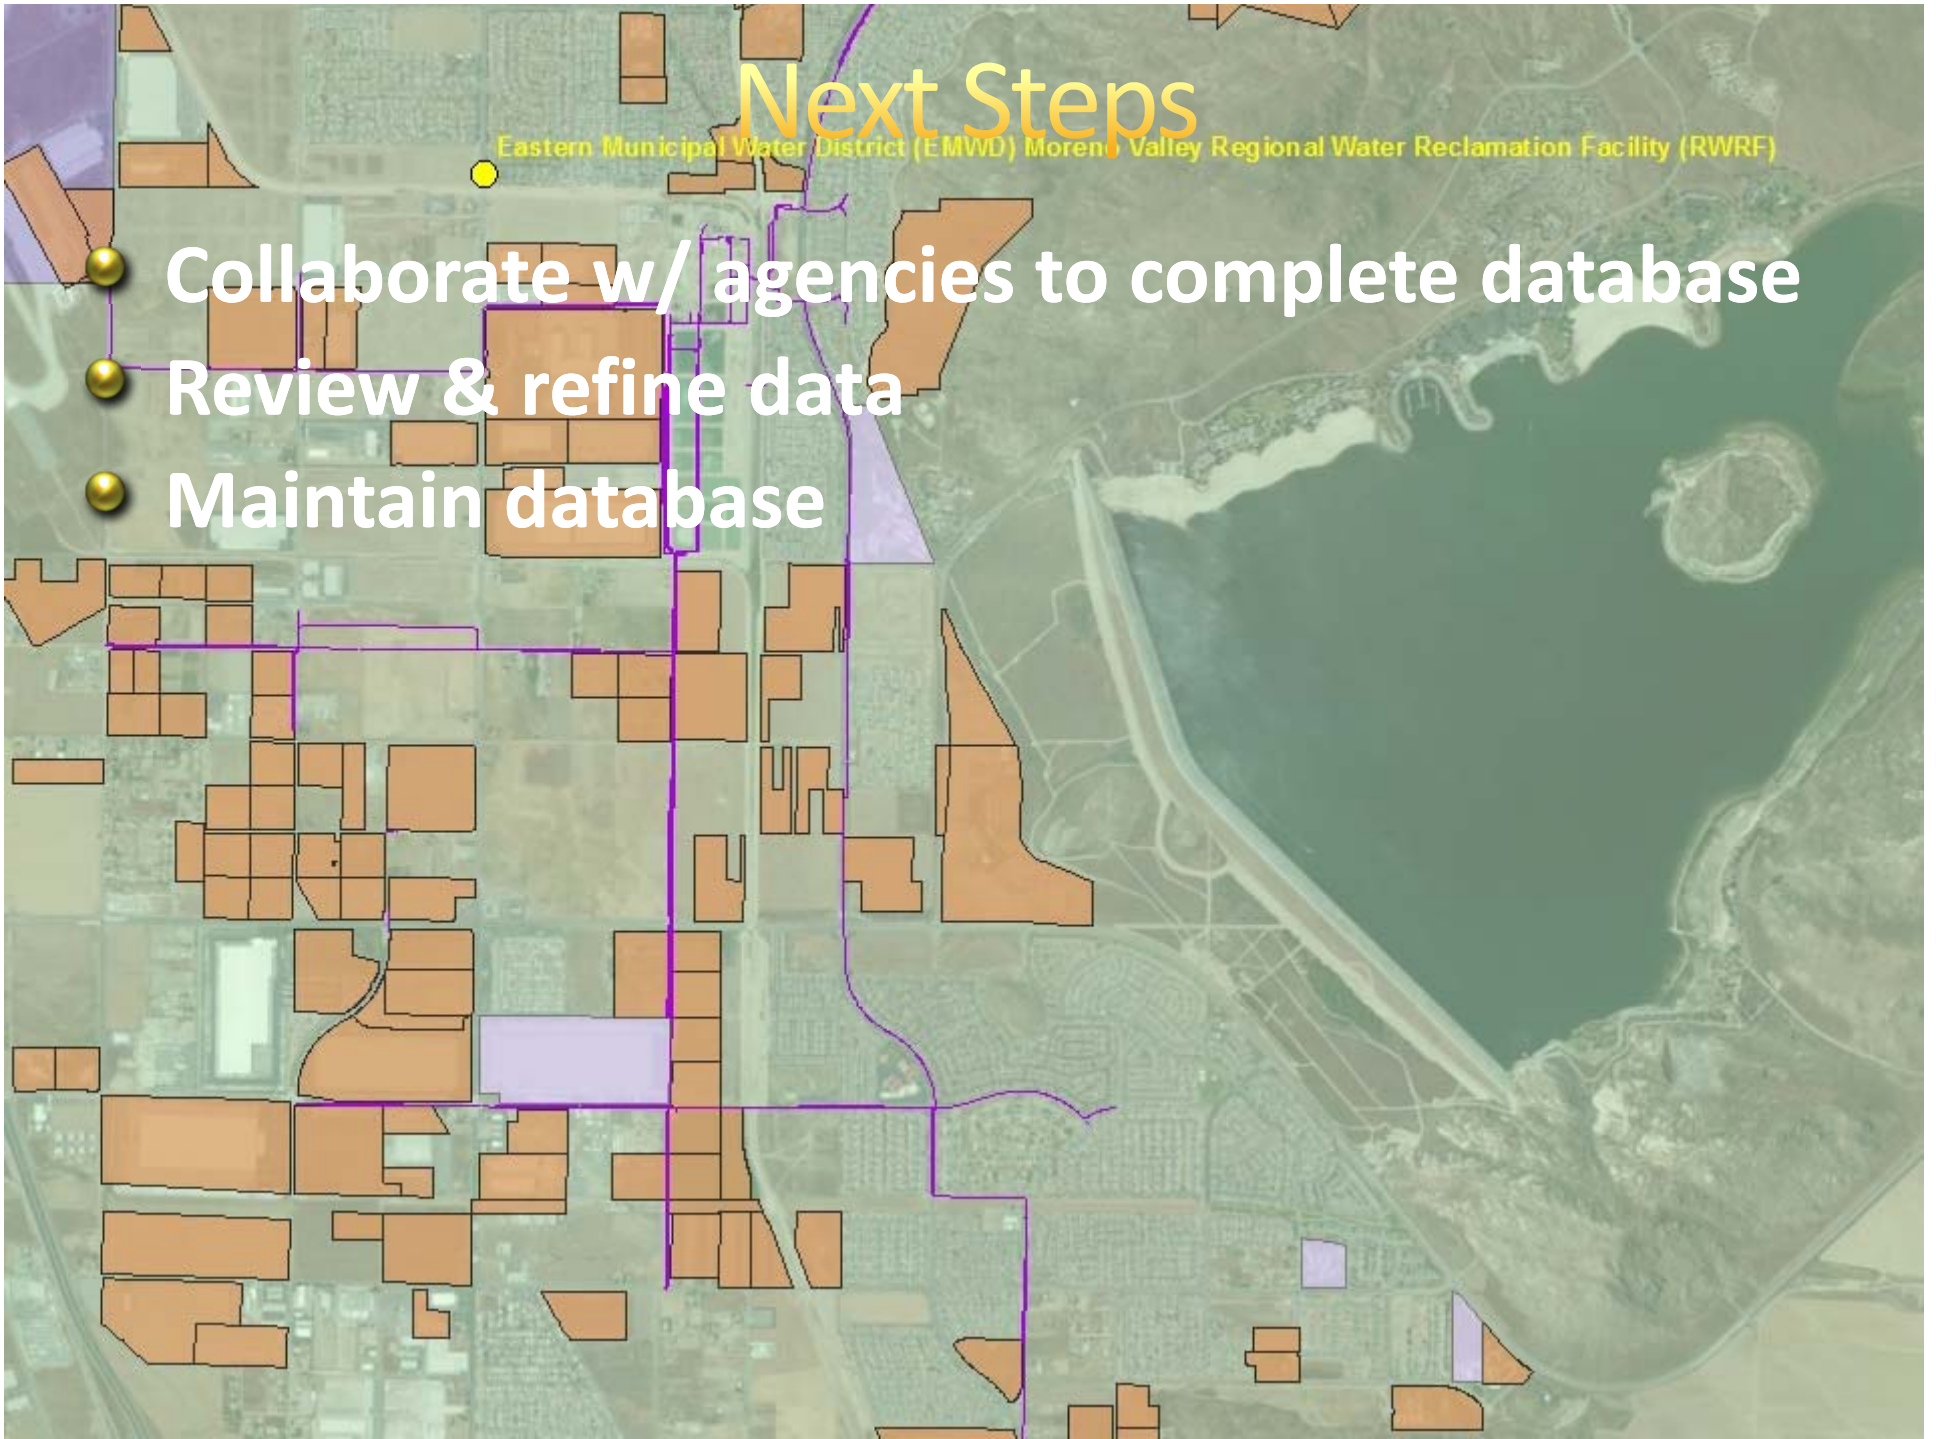 Next Steps
Eastern Municipal Water District (EMWD) Moreno Valley Regional Water Reclamation Facility (RWRF)
Collaborate w/ agencies to complete database
Review & refine data
Maintain database